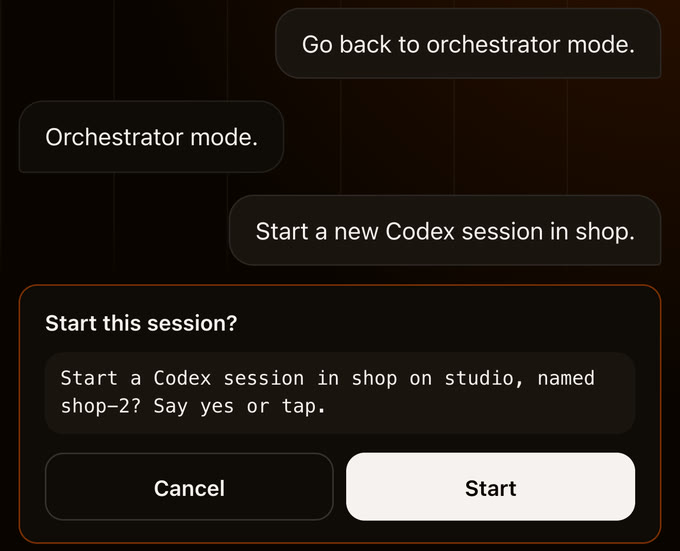 Go back to orchestrator mode.
Orchestrator mode.
Start a new Codex session in shop.
Start this session?
Start a Codex session in shop on studio, named
shop-2? Say yes or tap.
Cancel
Start